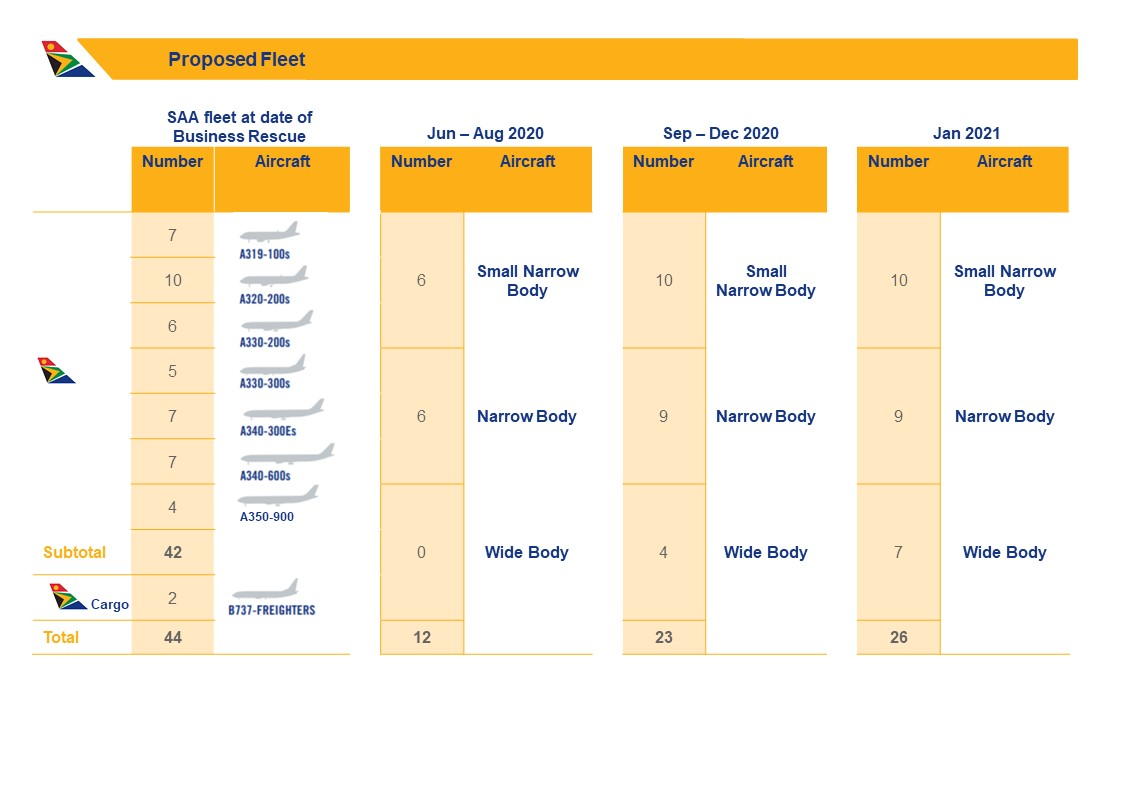 Proposed Fleet
SAA fleet at date of
Business Rescue
Jun – Aug 2020
Sep – Dec 2020
Jan 2021
Number Aircraft Number Aircraft Number Aircraft Number Aircraft
7 A319-100s
10 A320-200s
6 Small Narrow
Body
10 Small
Narrow Body
10 Small Narrow
Body
6 A330-200s
5 A330-300s
7 A340-300Es
6 Narrow Body 9 Narrow Body 9 Narrow Body
7 A340-600s
4 A350-900
Subtotal 42 0 Wide Body 4 Wide Body 7 Wide Body
Cargo 2 B737-FREIGHTERS
Total 44 12 23 26